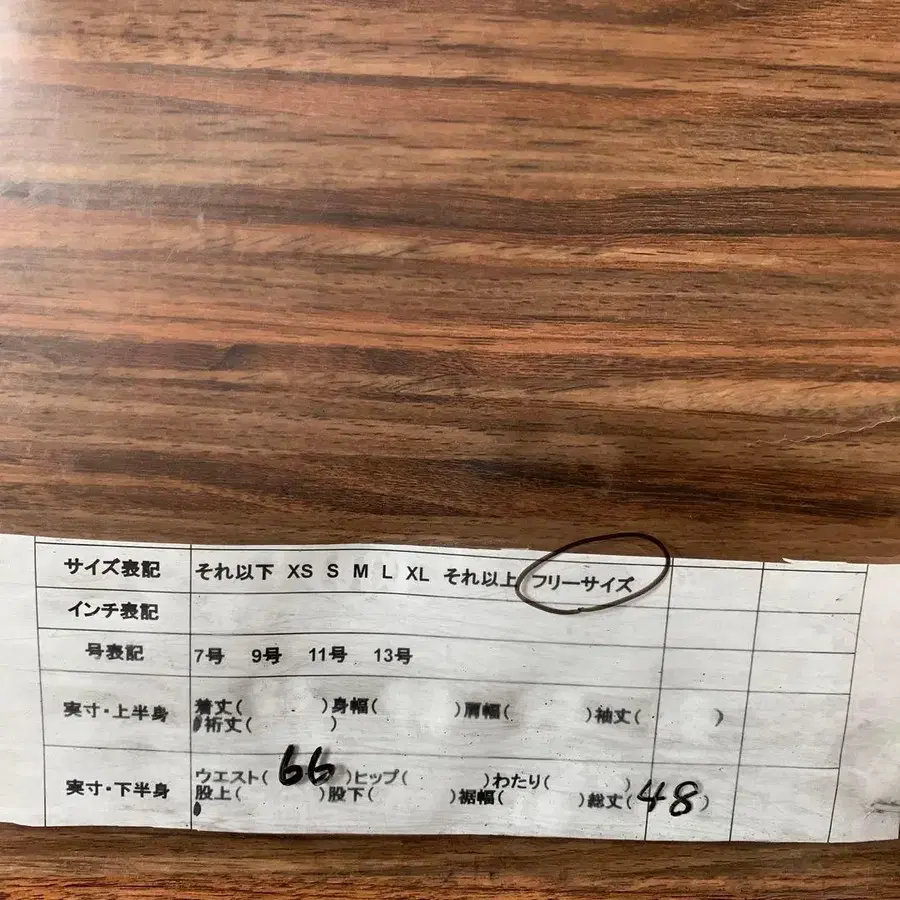 サイズ表記 それ以下 XS S M L XL それ以上 フリーサイズ
インチ表記
号表記 7号 9号 11号 13号
実寸・上半身 着丈( )身幅( )肩幅( )袖丈( )
裄丈( )
実寸・下半身 ウエスト( 66 )ヒップ( )わたり( )
股上( )股下( )裾幅( )総丈( 48 )